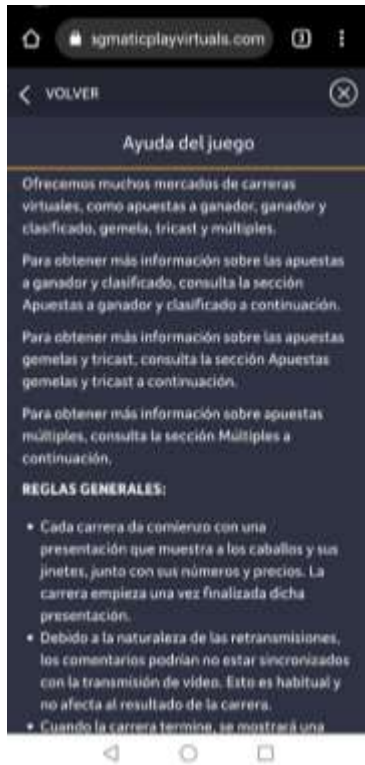 sgmaticplayvirtuals.com
3
VOLVER
Ayuda del juego
Ofrecemos muchos mercados de carreras
virtuales, como apuestas a ganador, ganador y
clasificado, gemela, tricast y múltiples.
Para obtener más información sobre las apuestas
a ganador y clasificado, consulta la sección
Apuestas a ganador y clasificado a continuación.
Para obtener más información sobre las apuestas
gemelas y tricast, consulta la sección Apuestas
gemelas y tricast a continuación.
Para obtener más información sobre apuestas
múltiples, consulta la sección Múltiples a
continuación.
REGLAS GENERALES:
• Cada carrera da comienzo con una
presentación que muestra a los caballos y sus
jinetes, junto con sus números y precios. La
carrera empieza una vez finalizada dicha
presentación.
• Debido a la naturaleza de las retransmisiones,
los comentarios podrían no estar sincronizados
con la transmisión de vídeo. Esto es habitual y
no afecta al resultado de la carrera.
• Cuando la carrera termine, se mostrará una